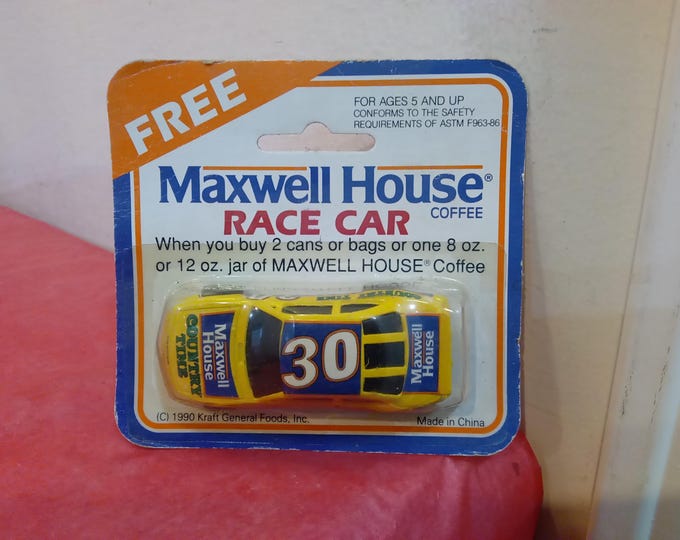 FREE
FOR AGES 5 AND UP
CONFORMS TO THE SAFETY
REQUIREMENTS OF ASTM F963-86
Maxwell House®
COFFEE
RACE CAR
When you buy 2 cans or bags or one 8 oz.
or 12 oz. jar of MAXWELL HOUSE® Coffee
COUNTRY TIME
COUNTRY
TIME
Maxwell
House
30
Maxwell
House
(C) 1990 Kraft General Foods, Inc.
Made in China